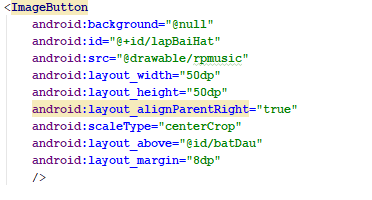 <ImageButton
android:background="@null"
android:id="@+id/lapBaiHat"
android:src="@drawable/rpmusic"
android:layout_width="50dp"
android:layout_height="50dp"
android:layout_alignParentRight="true"
android:scaleType="centerCrop"
android:layout_above="@id/batDau"
android:layout_margin="8dp"
/>